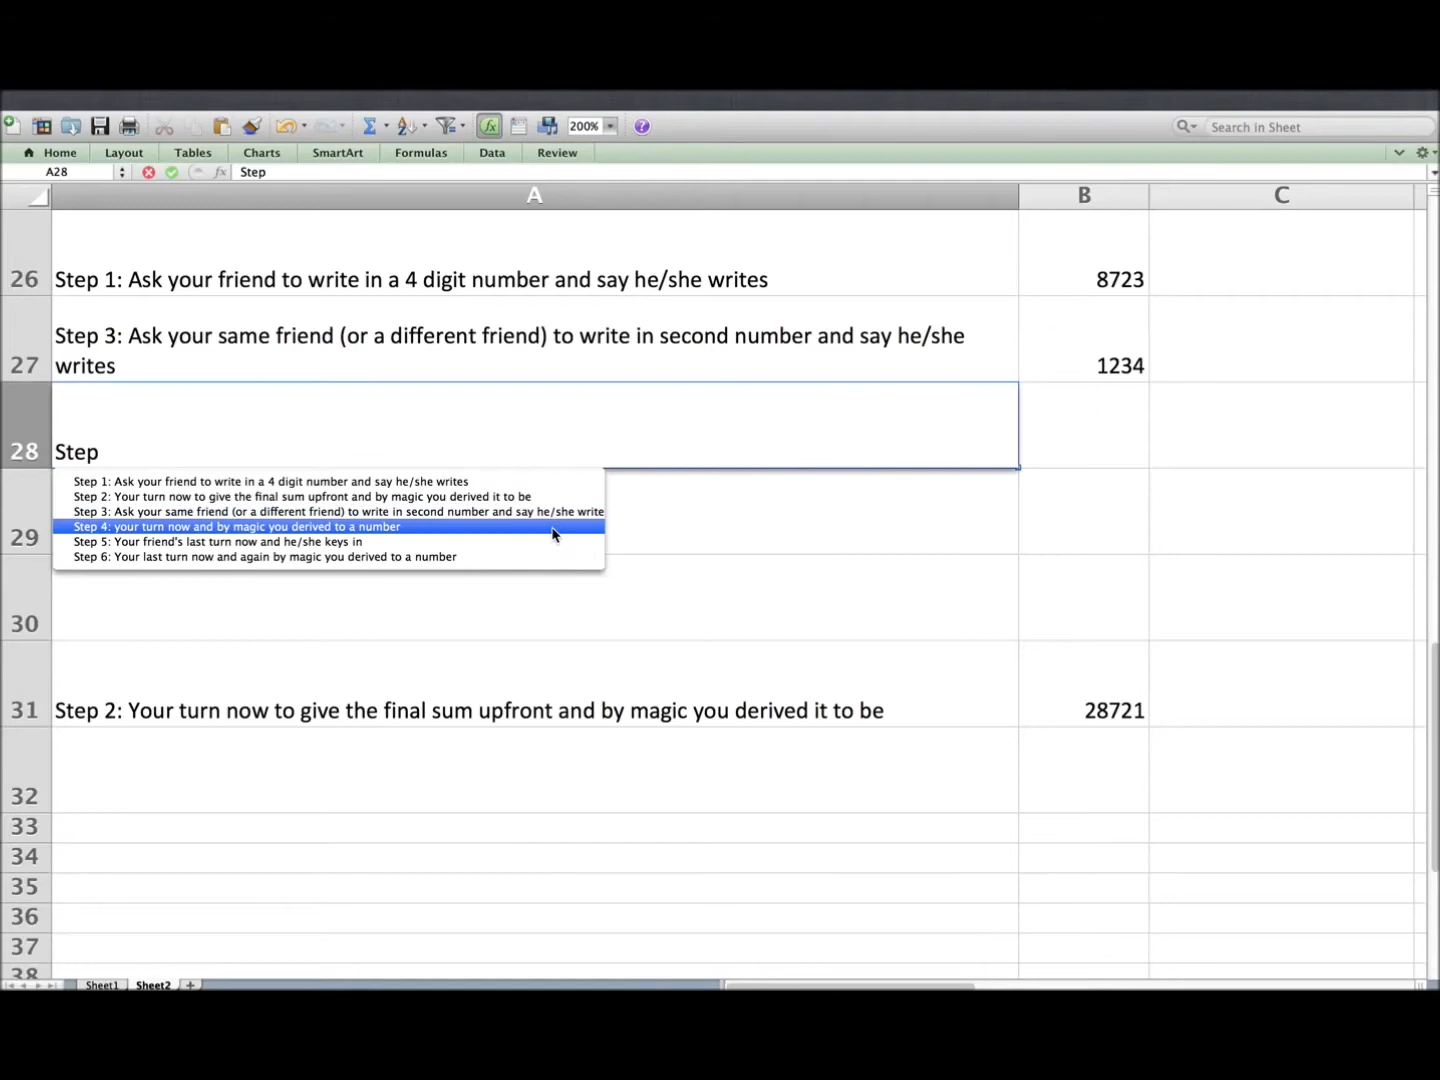 200%
Search in Sheet
Home Layout Tables Charts SmartArt Formulas Data Review
A28 fx Step
A B C
26 Step 1: Ask your friend to write in a 4 digit number and say he/she writes 8723
Step 3: Ask your same friend (or a different friend) to write in second number and say he/she
27 writes 1234
28 Step
Step 1: Ask your friend to write in a 4 digit number and say he/she writes
Step 2: Your turn now to give the final sum upfront and by magic you derived it to be
Step 3: Ask your same friend (or a different friend) to write in second number and say he/she write
Step 4: your turn now and by magic you derived to a number
Step 5: Your friend's last turn now and he/she keys in
Step 6: Your last turn now and again by magic you derived to a number
29
30
31 Step 2: Your turn now to give the final sum upfront and by magic you derived it to be 28721
32
33
34
35
36
37
38
Sheet1 Sheet2